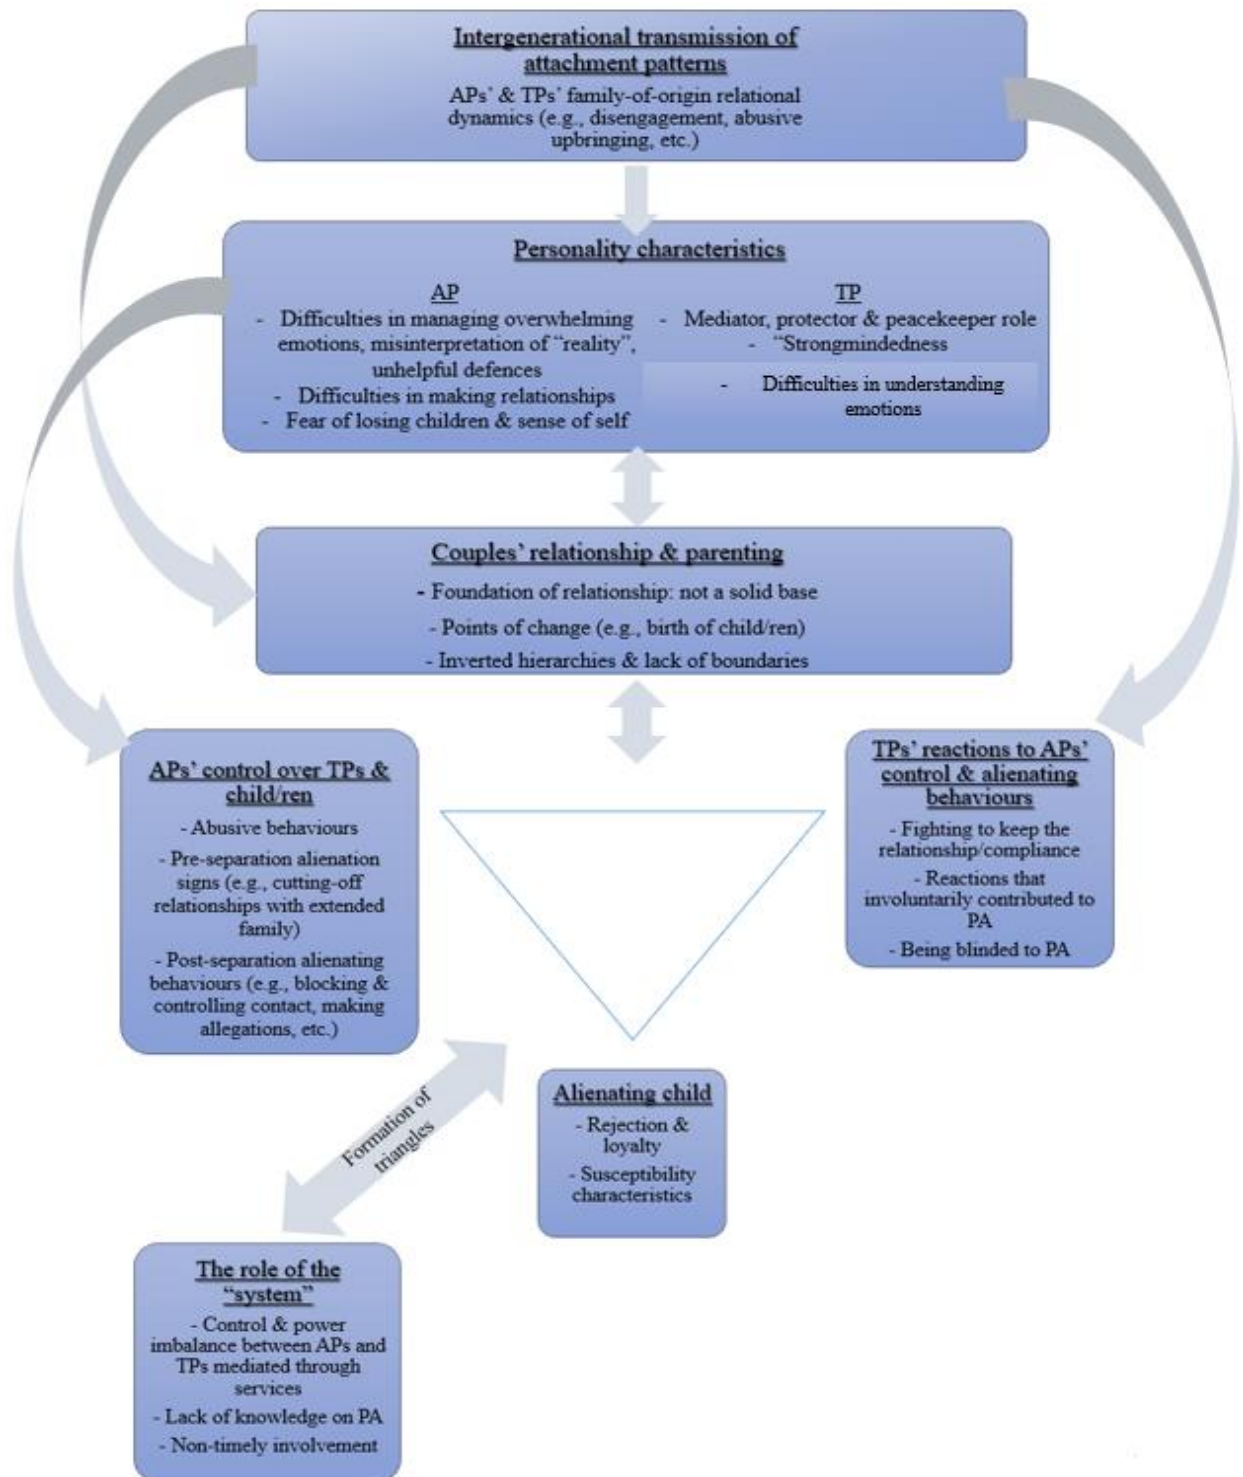 Intergenerational transmission of
attachment patterns
APs' & TPs' family-of-origin relational
dynamics (e.g., disengagement, abusive
upbringing, etc.)
Personality characteristics
AP
- Difficulties in managing overwhelming
emotions, misinterpretation of “reality”,
unhelpful defences
- Difficulties in making relationships
- Fear of losing children & sense of self
TP
- Mediator, protector & peacekeeper role
- “Strongmindedness
- Difficulties in understanding
emotions
Couples' relationship & parenting
- Foundation of relationship: not a solid base
- Points of change (e.g., birth of child/ren)
- Inverted hierarchies & lack of boundaries
APs' control over TPs &
child/ren
- Abusive behaviours
- Pre-separation alienation
signs (e.g., cutting-off
relationships with extended
family)
- Post-separation alienating
behaviours (e.g., blocking &
controlling contact, making
allegations, etc.)
TPs' reactions to APs'
control & alienating
behaviours
- Fighting to keep the
relationship/compliance
- Reactions that
involuntarily contributed to
PA
- Being blinded to PA
Alienating child
- Rejection &
loyalty
- Susceptibility
characteristics
Formation of
triangles
The role of the
“system”
- Control & power
imbalance between APs and
TPs mediated through
services
- Lack of knowledge on PA
- Non-timely involvement